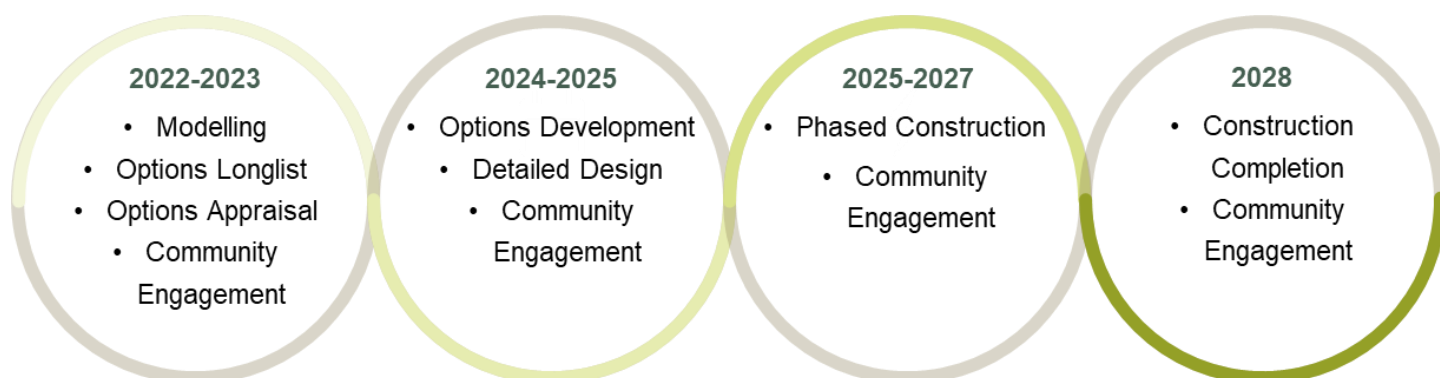 2022-2023
• Modelling
• Options Longlist
• Options Appraisal
• Community
Engagement
2024-2025
• Options Development
• Detailed Design
• Community
Engagement
2025-2027
• Phased Construction
• Community
Engagement
2028
• Construction
Completion
• Community
Engagement